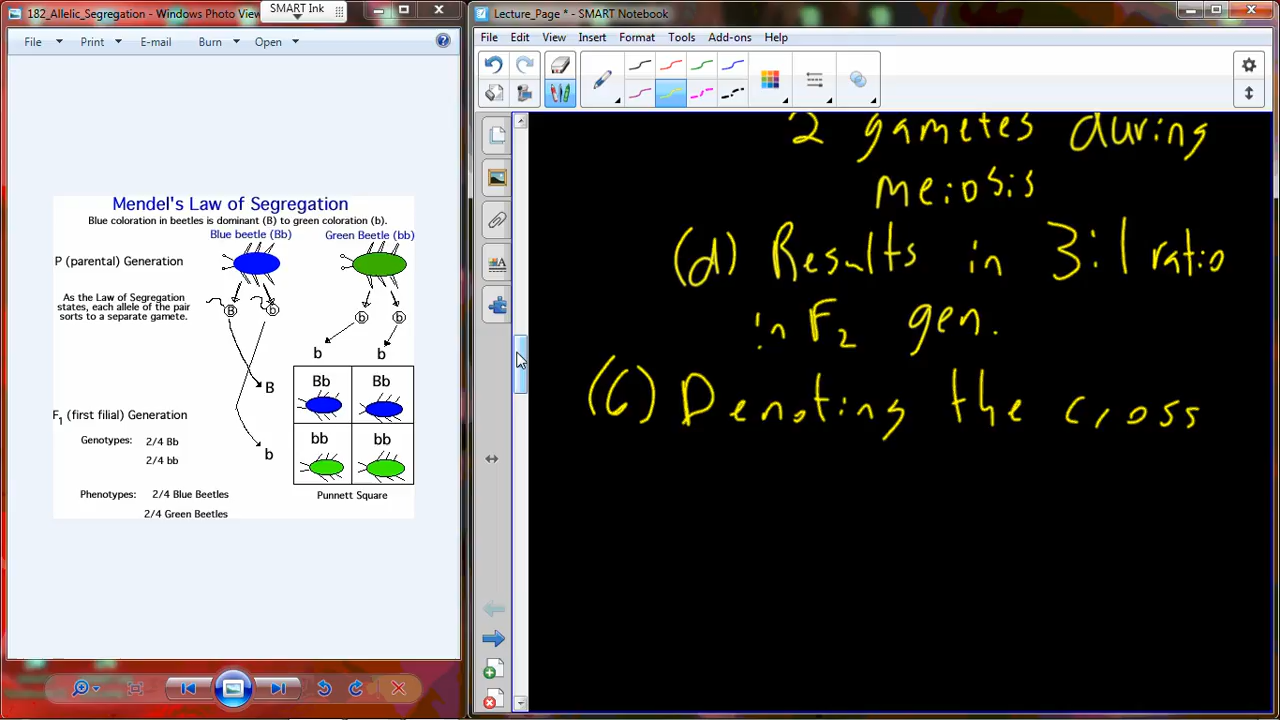 182_Allelic_Segregation - Windows Photo View
SMART Ink
File Print E-mail Burn Open
Mendel's Law of Segregation
Blue coloration in beetles is dominant (B) to green coloration (b).
Blue beetle (Bb) Green Beetle (bb)
P (parental) Generation
As the Law of Segregation
states, each allele of the pair
sorts to a separate gamete.
B b b b
b b
B
Bb Bb
F1 (first filial) Generation
Genotypes: 2/4 Bb
2/4 bb
b
bb bb
Phenotypes: 2/4 Blue Beetles
2/4 Green Beetles
Punnett Square
Lecture_Page * - SMART Notebook
File Edit View Insert Format Tools Add-ons Help
2 gametes during
meiosis
(d) Results in 3:1 ratio
in F2 gen.
(6) Denoting the cross